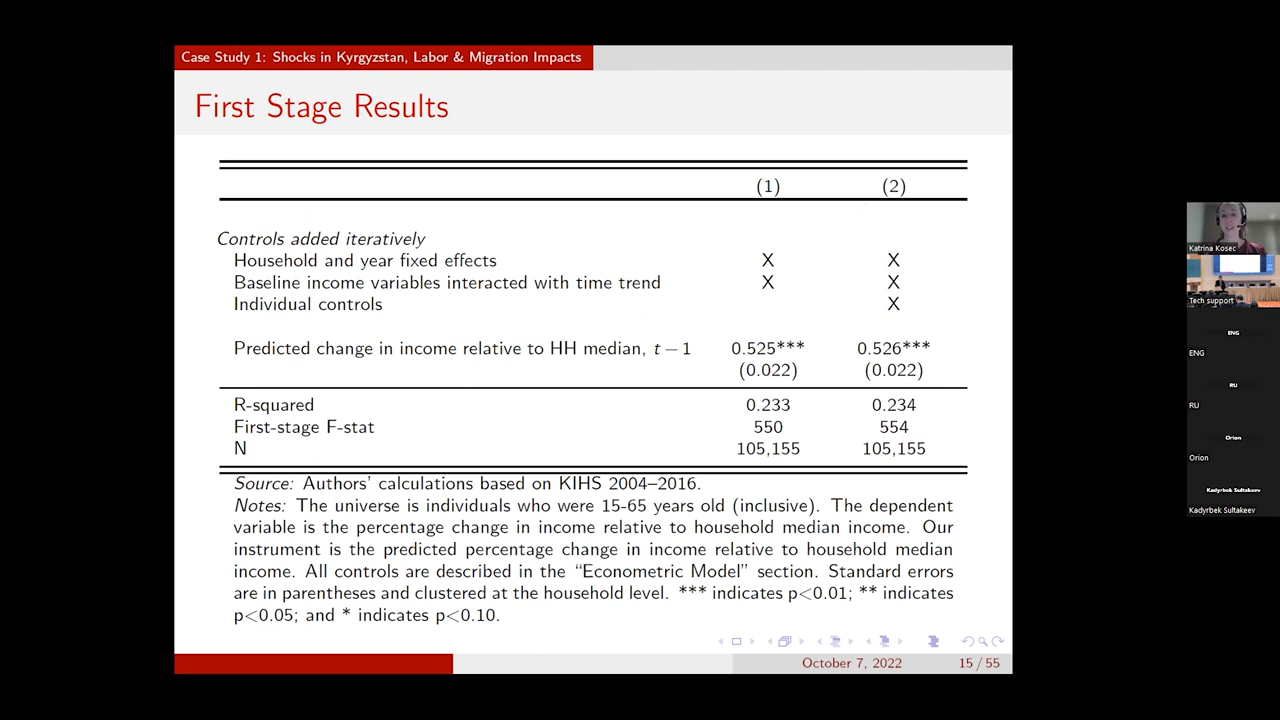 Case Study 1: Shocks in Kyrgyzstan, Labor & Migration Impacts
First Stage Results
(1) (2)
Controls added iteratively
Household and year fixed effects X X
Baseline income variables interacted with time trend X X
Individual controls X
Predicted change in income relative to HH median, t − 1 0.525*** 0.526***
(0.022) (0.022)
R-squared 0.233 0.234
First-stage F-stat 550 554
N 105,155 105,155
Source: Authors' calculations based on KIHS 2004–2016.
Notes: The universe is individuals who were 15-65 years old (inclusive). The dependent
variable is the percentage change in income relative to household median income. Our
instrument is the predicted percentage change in income relative to household median
income. All controls are described in the “Econometric Model” section. Standard errors
are in parentheses and clustered at the household level. *** indicates p<0.01; ** indicates
p<0.05; and * indicates p<0.10.
October 7, 2022 15 / 55
Katrina Kosec
Tech support
ENG
ENG
RU
RU
Orion
Orion
Kadyrbek Sultakeev
Kadyrbek Sultakeev